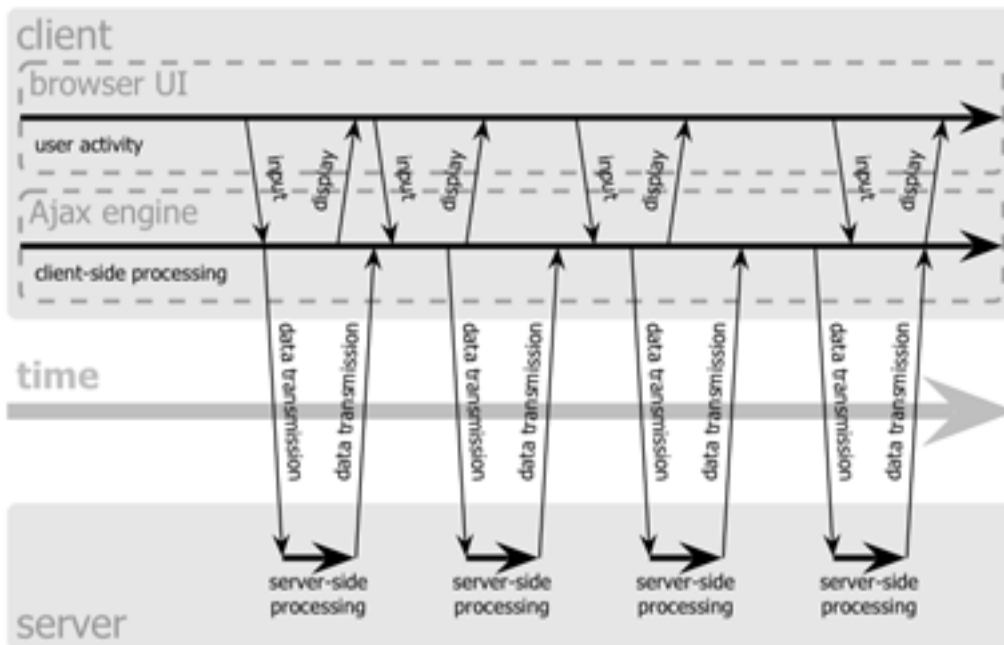 client
browser UI
user activity
input
display
input
display
input
display
input
display
Ajax engine
client-side processing
data transmission
data transmission
data transmission
data transmission
data transmission
data transmission
data transmission
data transmission
time
server-side
processing
server-side
processing
server-side
processing
server-side
processing
server